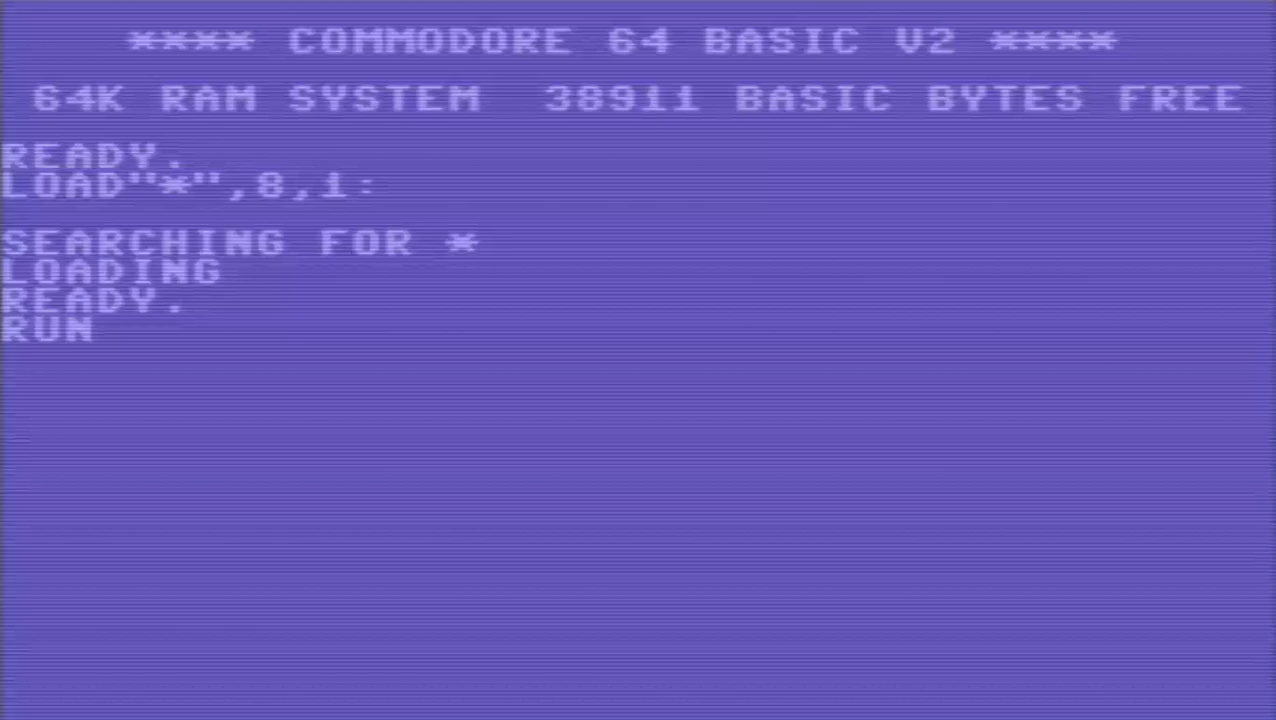 **** COMMODORE 64 BASIC V2 ****
64K RAM SYSTEM  38911 BASIC BYTES FREE
READY.
LOAD"*",8,1:
SEARCHING FOR *
LOADING
READY.
RUN